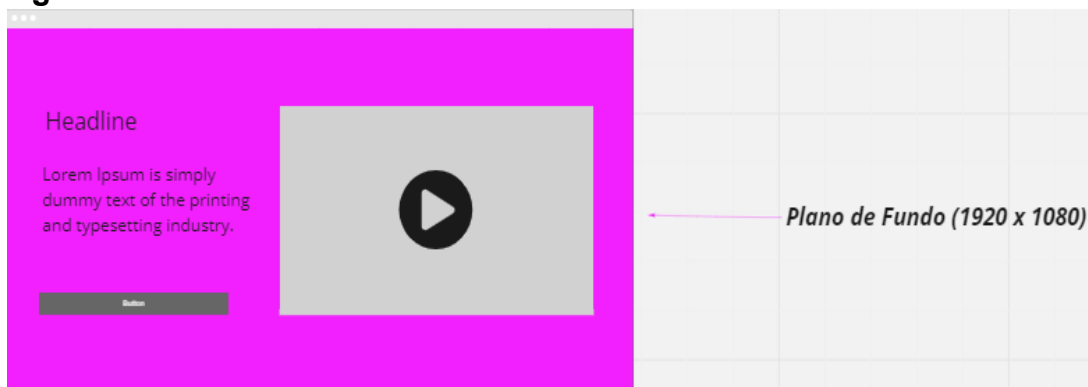 Headline
Lorem Ipsum is simply
dummy text of the printing
and typesetting industry.
Button
Plano de Fundo (1920 x 1080)